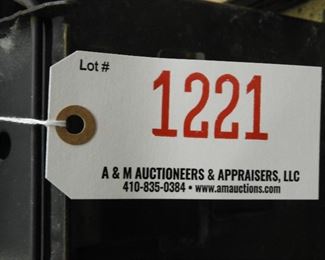 Lot #
1221
A & M AUCTIONEERS & APPRAISERS, LLC
410-835-0384 • www.amauctions.com